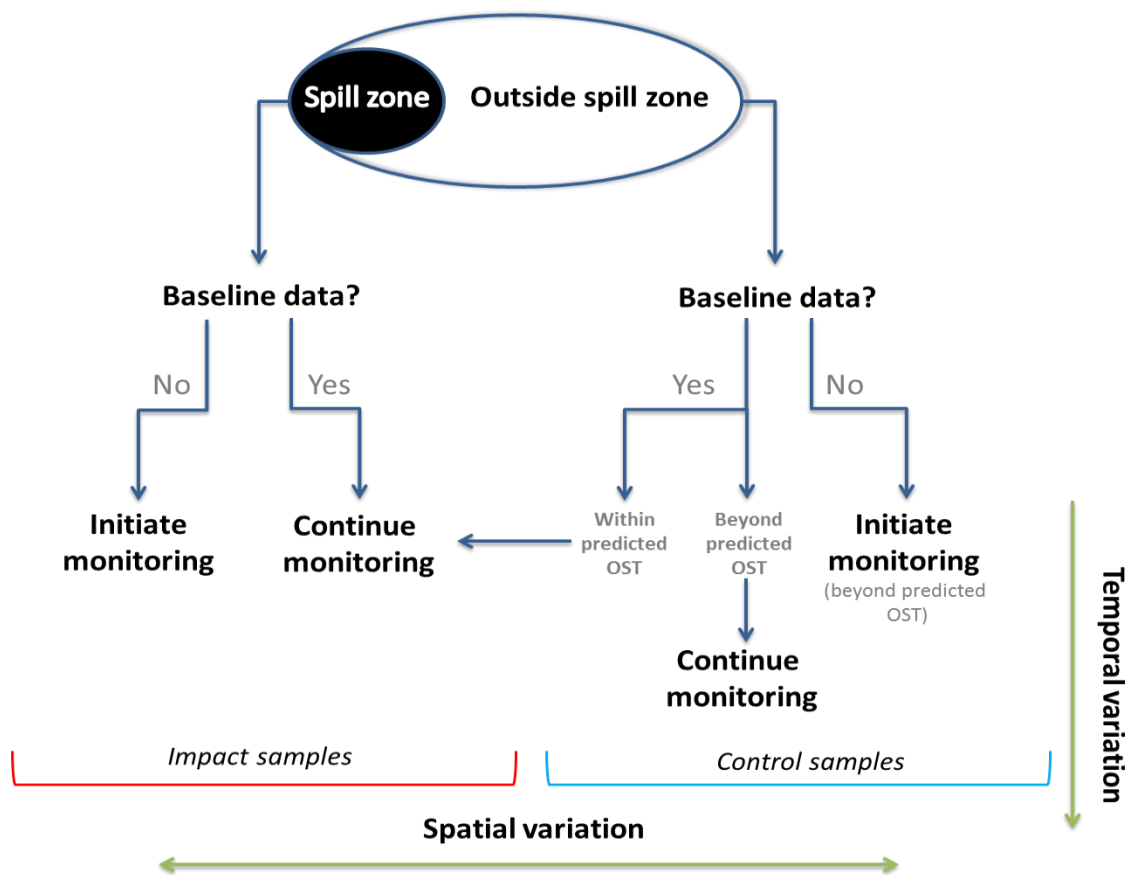 Spill zone
Outside spill zone
Baseline data?
Baseline data?
No
Yes
Yes
No
Initiate
monitoring
Continue
monitoring
Within
predicted
OST
Beyond
predicted
OST
Initiate
monitoring
(beyond predicted
OST)
Continue
monitoring
Temporal variation
Impact samples
Control samples
Spatial variation